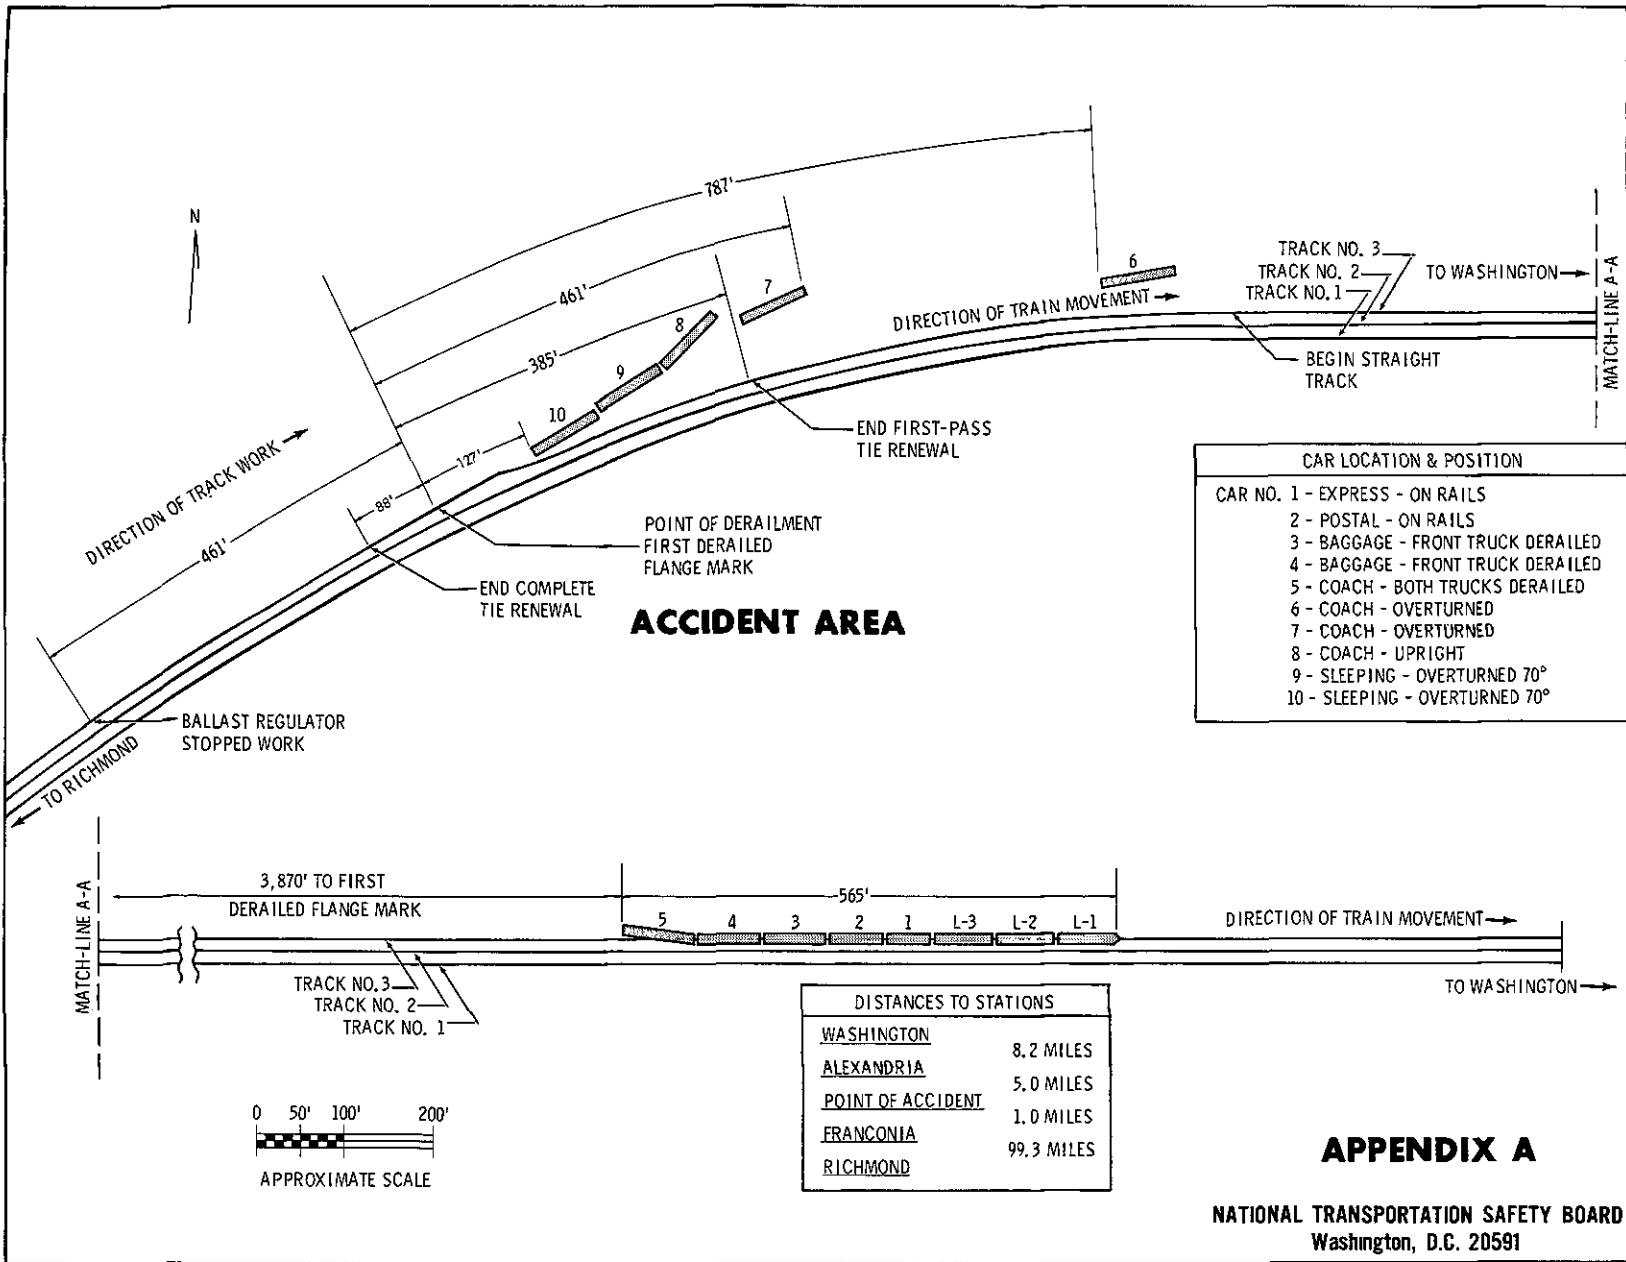 N
787'
461'
385'
127'
88'
461'
DIRECTION OF TRACK WORK
10
9
8
7
6
DIRECTION OF TRAIN MOVEMENT
TRACK NO. 3
TRACK NO. 2
TRACK NO. 1
TO WASHINGTON
MATCH-LINE A-A
BEGIN STRAIGHT
TRACK
END FIRST-PASS
TIE RENEWAL
POINT OF DERAILMENT
FIRST DERAILED
FLANGE MARK
END COMPLETE
TIE RENEWAL
ACCIDENT AREA
BALLAST REGULATOR
STOPPED WORK
TO RICHMOND
CAR LOCATION & POSITION
CAR NO. 1 - EXPRESS - ON RAILS
2 - POSTAL - ON RAILS
3 - BAGGAGE - FRONT TRUCK DERAILED
4 - BAGGAGE - FRONT TRUCK DERAILED
5 - COACH - BOTH TRUCKS DERAILED
6 - COACH - OVERTURNED
7 - COACH - OVERTURNED
8 - COACH - UPRIGHT
9 - SLEEPING - OVERTURNED 70°
10 - SLEEPING - OVERTURNED 70°
MATCH-LINE A-A
3,870' TO FIRST
DERAILED FLANGE MARK
565'
5 4 3 2 1 L-3 L-2 L-1
DIRECTION OF TRAIN MOVEMENT
TO WASHINGTON
TRACK NO. 3
TRACK NO. 2
TRACK NO. 1
DISTANCES TO STATIONS
WASHINGTON
8.2 MILES
ALEXANDRIA
5.0 MILES
POINT OF ACCIDENT
1.0 MILES
FRANCONIA
99.3 MILES
RICHMOND
0 50' 100' 200'
APPROXIMATE SCALE
APPENDIX A
NATIONAL TRANSPORTATION SAFETY BOARD
Washington, D.C. 20591